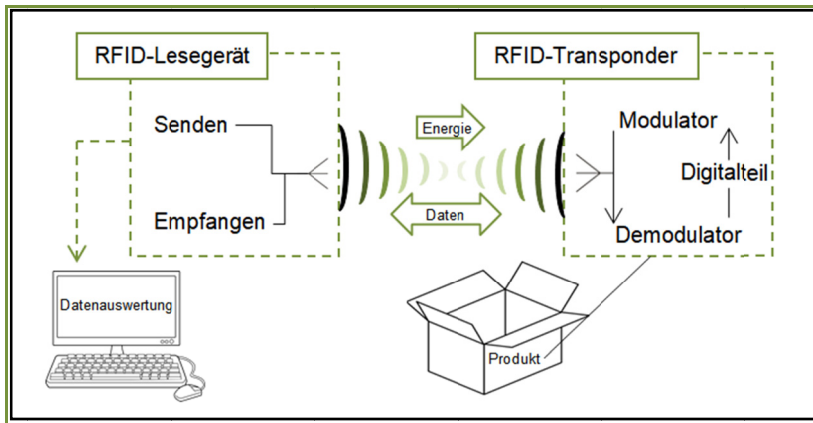 RFID-Lesegerät
RFID-Transponder
Senden
Empfangen
Energie
Daten
Modulator
Digitalteil
Demodulator
Datenauswertung
Produkt